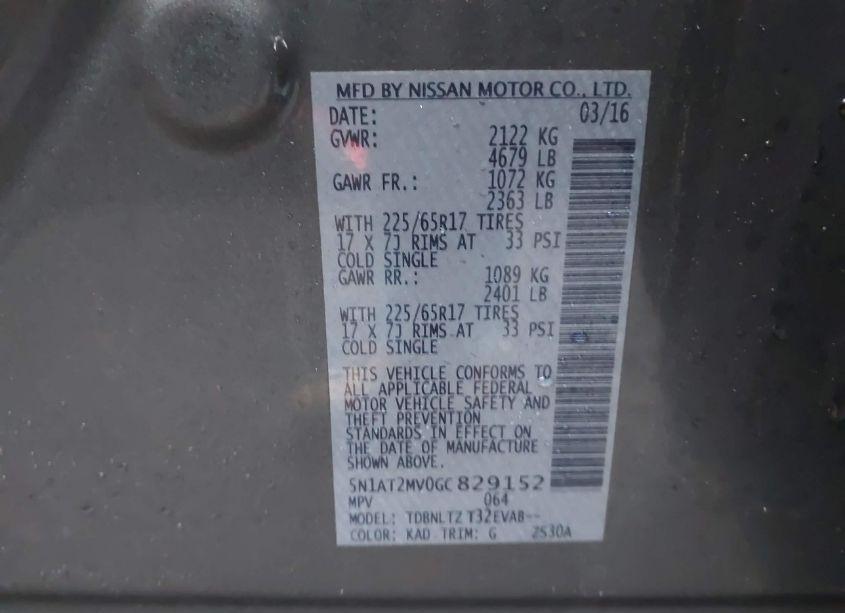 MFD BY NISSAN MOTOR CO., LTD.
DATE: 03/16
GVWR: 2122 KG
4679 LB
GAWR FR.: 1072 KG
2363 LB
WITH 225/65R17 TIRES
17 X 7J RIMS AT 33 PSI
COLD SINGLE
GAWR RR.: 1089 KG
2401 LB
WITH 225/65R17 TIRES
17 X 7J RIMS AT 33 PSI
COLD SINGLE
THIS VEHICLE CONFORMS TO
ALL APPLICABLE FEDERAL
MOTOR VEHICLE SAFETY AND
THEFT PREVENTION
STANDARDS IN EFFECT ON
THE DATE OF MANUFACTURE
SHOWN ABOVE.
5N1AT2MV0GC829152
MPV 064
MODEL: TDBNLTZ T32EVAB--
COLOR: KAD TRIM: G 2S30A